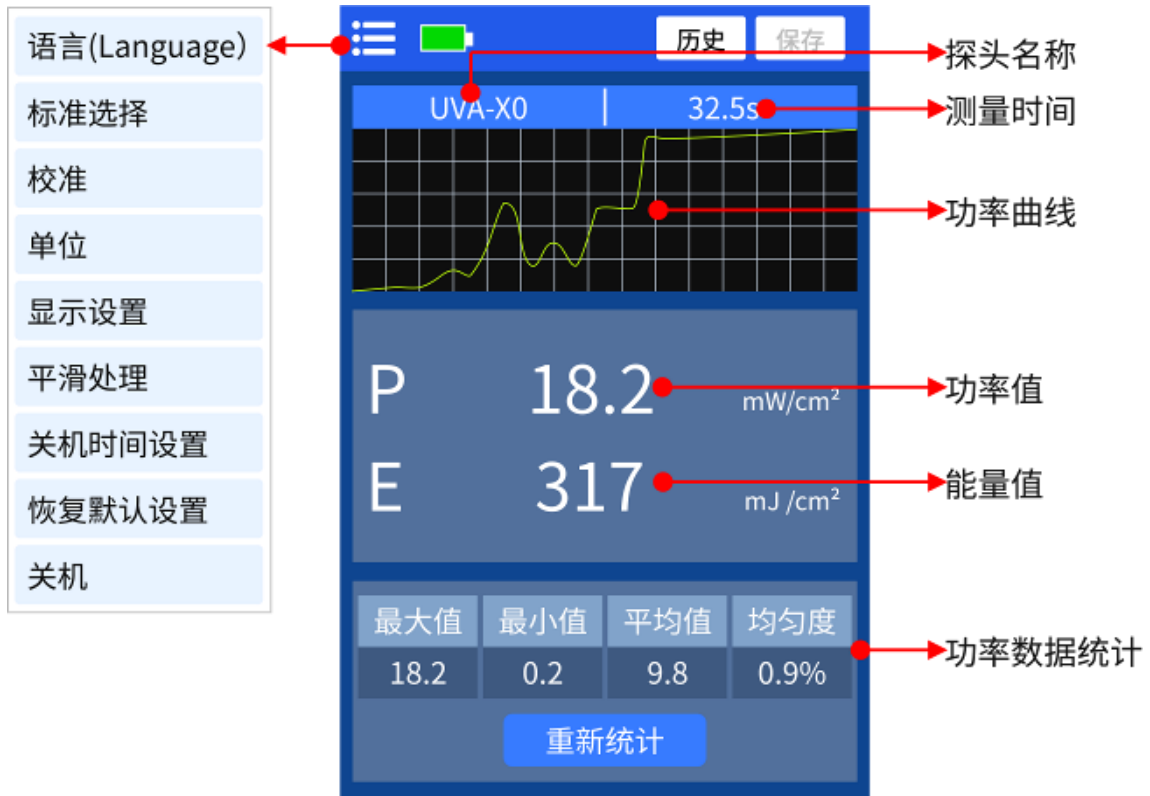 语言(Language）
标准选择
校准
单位
显示设置
平滑处理
关机时间设置
恢复默认设置
关机
历史
保存
UVA-X0
32.5s
P 18.2 mW/cm²
E 317 mJ/cm²
最大值 最小值 平均值 均匀度
18.2 0.2 9.8 0.9%
重新统计
探头名称
测量时间
功率曲线
功率值
能量值
功率数据统计